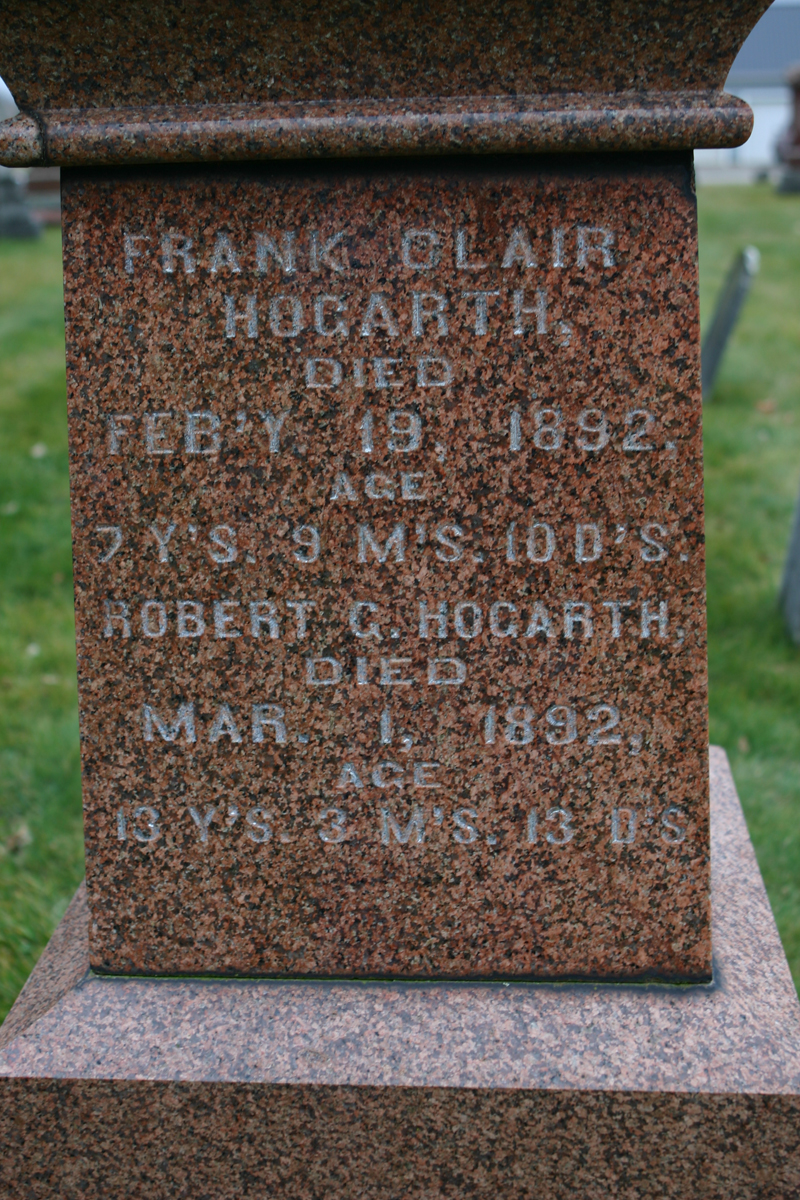 FRANK CLAIR
HOGARTH,
DIED
FEB'Y 19, 1892.
AGE
7 Y'S. 9 M'S. 10 D'S.
ROBERT G. HOGARTH,
DIED
MAR. 1, 1892,
AGE
13 Y'S. 3 M'S. 13 D'S